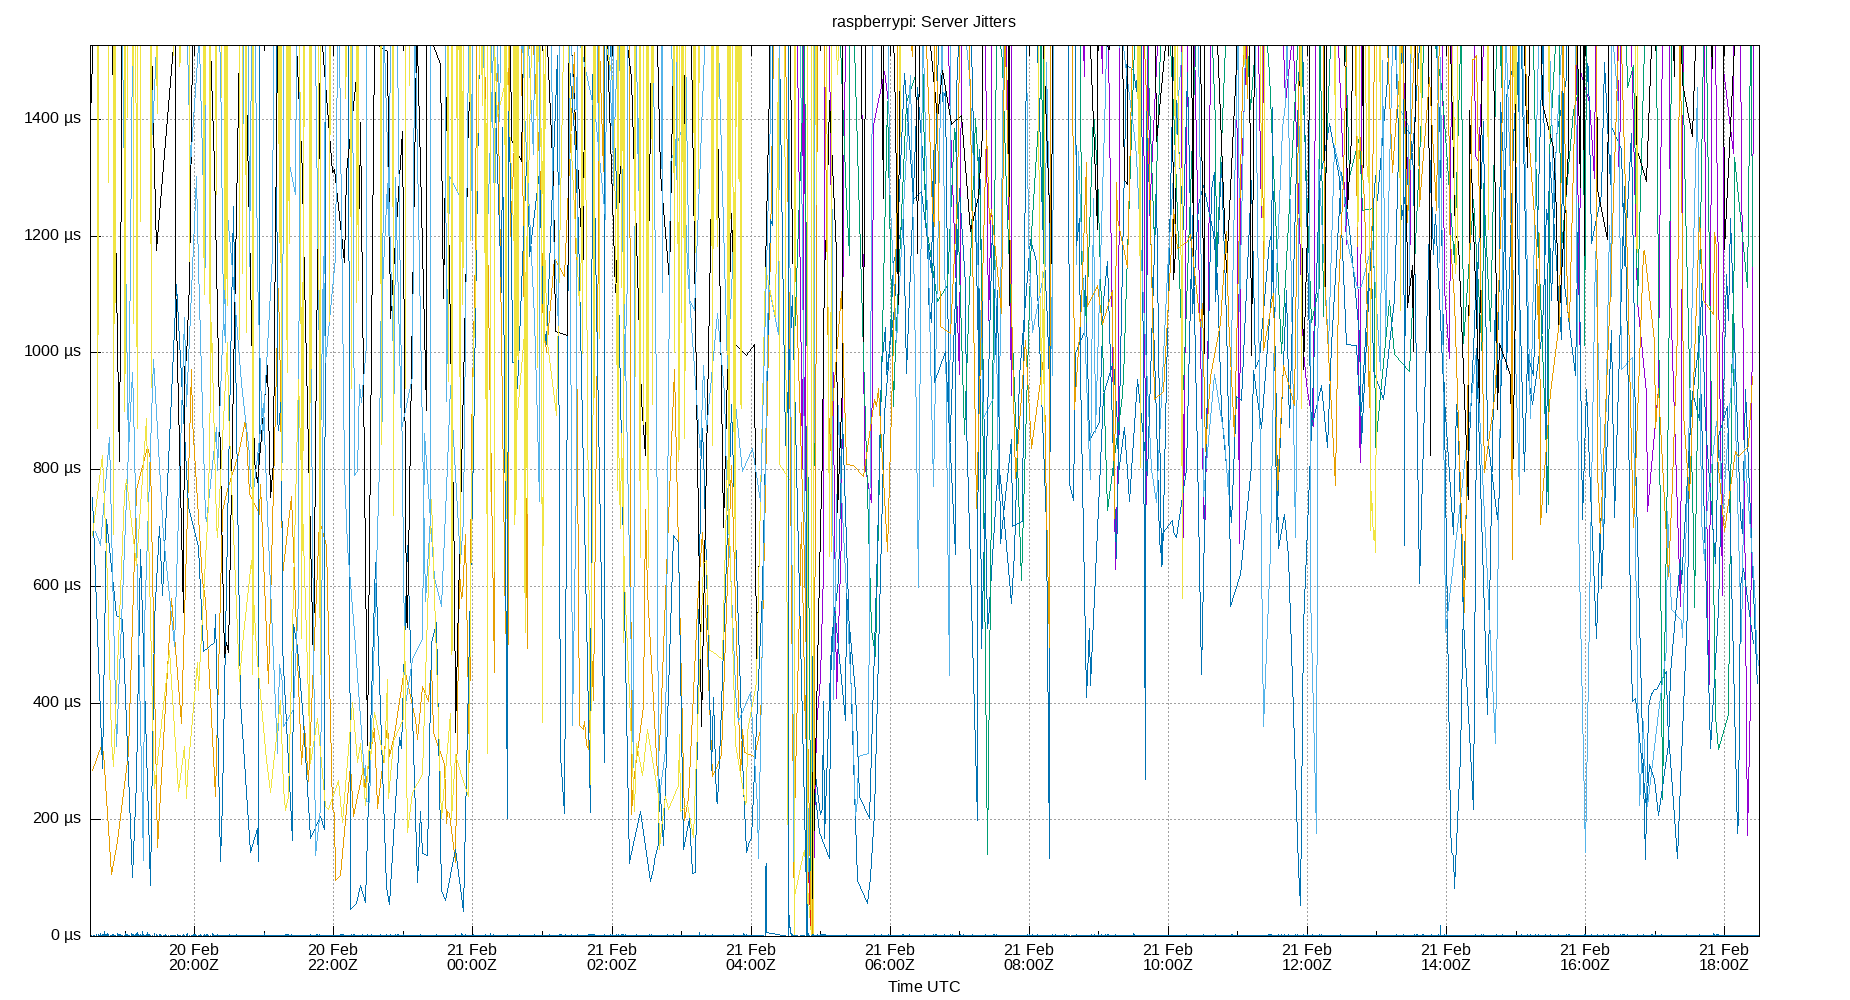 raspberrypi: Server Jitters
1400 µs
1200 µs
1000 µs
800 µs
600 µs
400 µs
200 µs
0 µs
20 Feb 20 Feb 21 Feb 21 Feb 21 Feb 21 Feb 21 Feb 21 Feb 21 Feb 21 Feb 21 Feb 21 Feb
20:00Z 22:00Z 00:00Z 02:00Z 04:00Z 06:00Z 08:00Z 10:00Z 12:00Z 14:00Z 16:00Z 18:00Z
Time UTC